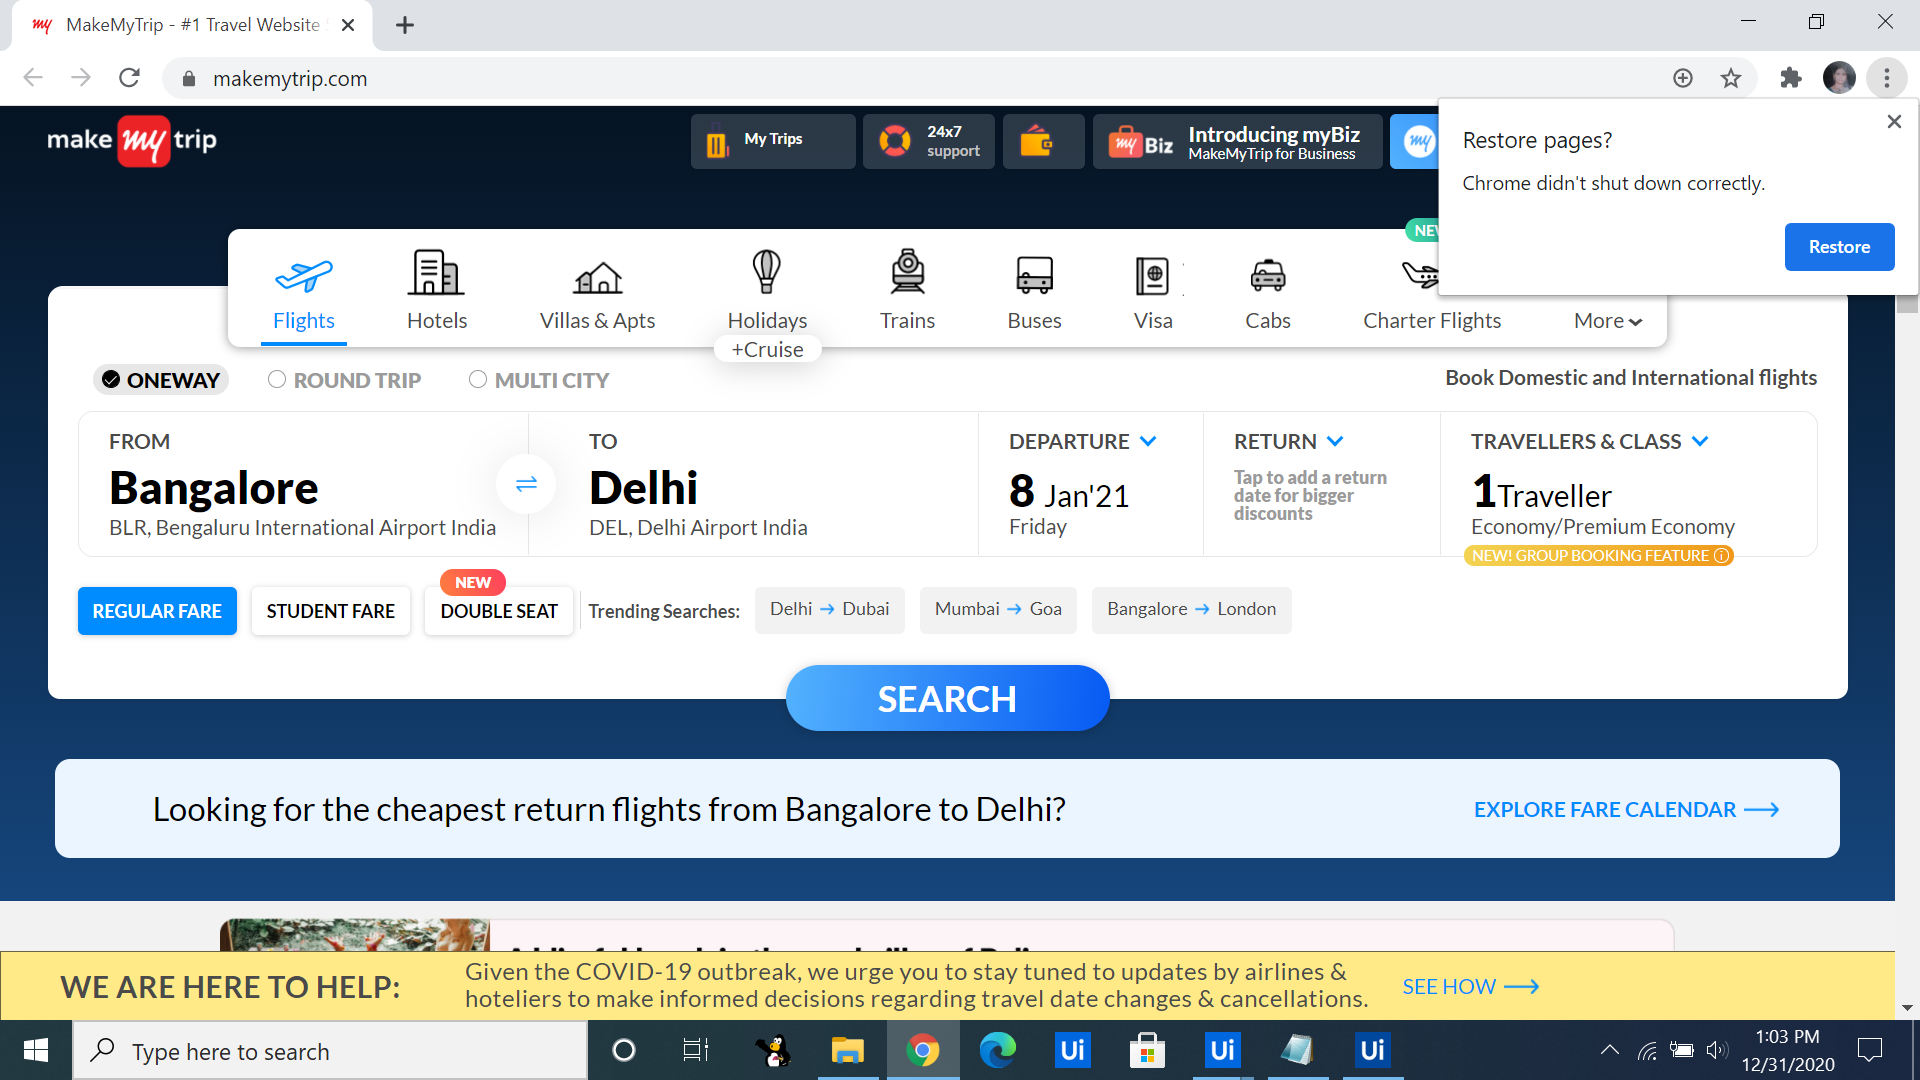 my MakeMyTrip - #1 Travel Website
makemytrip.com
make my trip
My Trips
24x7
support
my Biz
Introducing myBiz
MakeMyTrip for Business
my
Restore pages?
Chrome didn't shut down correctly.
Restore
Flights
Hotels
Villas & Apts
Holidays
+Cruise
Trains
Buses
Visa
Cabs
Charter Flights
More
ONEWAY
ROUND TRIP
MULTI CITY
Book Domestic and International flights
FROM
Bangalore
BLR, Bengaluru International Airport India
TO
Delhi
DEL, Delhi Airport India
DEPARTURE
8 Jan'21
Friday
RETURN
Tap to add a return
date for bigger
discounts
TRAVELLERS & CLASS
1Traveller
Economy/Premium Economy
NEW! GROUP BOOKING FEATURE
REGULAR FARE
STUDENT FARE
NEW
DOUBLE SEAT
Trending Searches:
Delhi → Dubai
Mumbai → Goa
Bangalore → London
SEARCH
Looking for the cheapest return flights from Bangalore to Delhi?
EXPLORE FARE CALENDAR
WE ARE HERE TO HELP:
Given the COVID-19 outbreak, we urge you to stay tuned to updates by airlines &
hoteliers to make informed decisions regarding travel date changes & cancellations.
SEE HOW
Type here to search
Ui
Ui
Ui
1:03 PM
12/31/2020